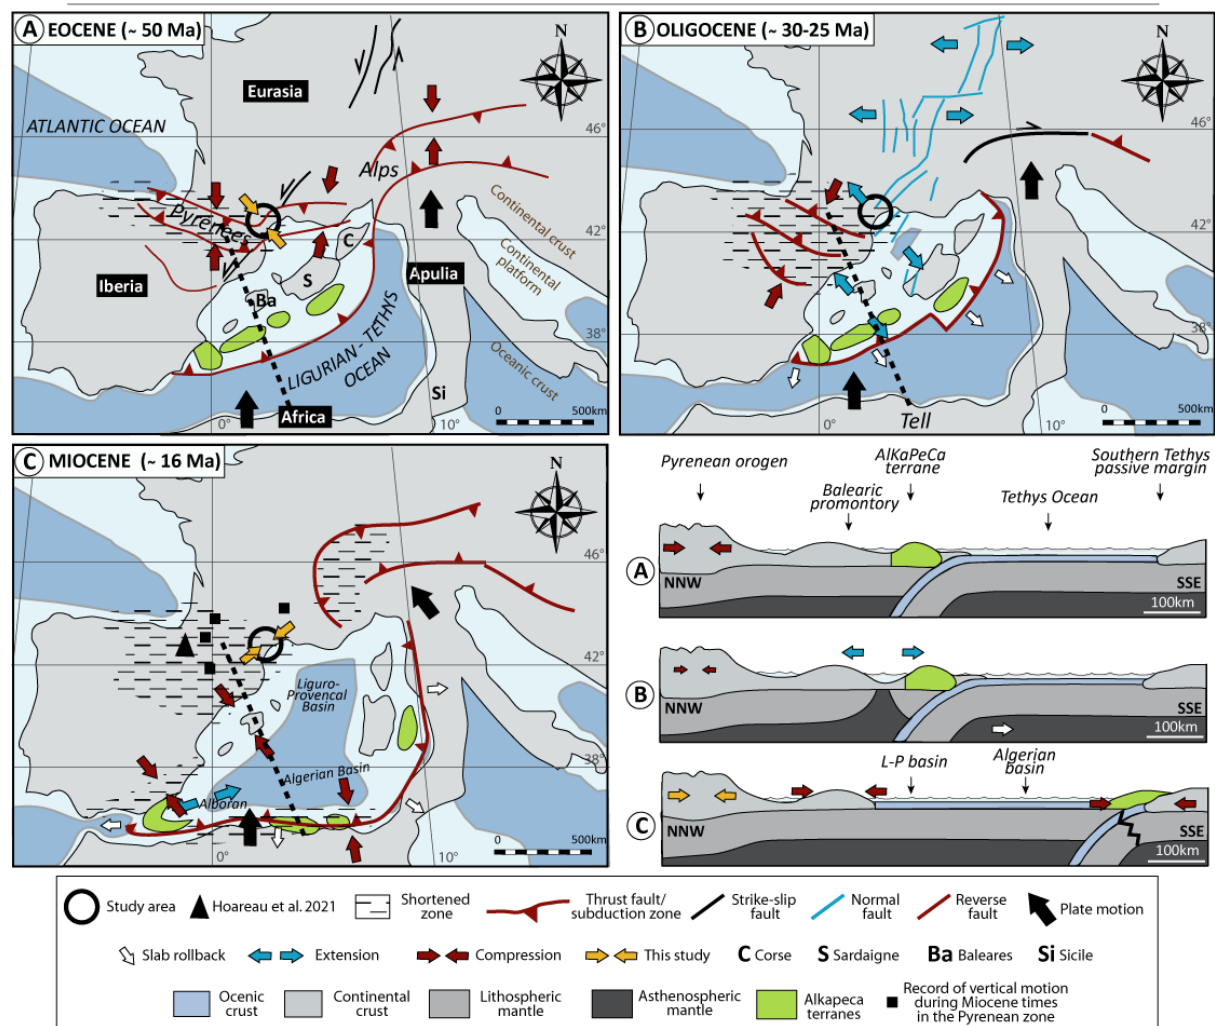 A EOCENE (~ 50 Ma)
N
Eurasia
ATLANTIC OCEAN
46°
Alps
Pyrenees
Continental crust
Continental
platform
42°
C
S
Iberia
Apulia
Ba
38°
LIGURIAN - TETHYS
OCEAN
Oceanic crust
Si
Africa
0°
10°
0 500km
B OLIGOCENE (~ 30-25 Ma)
N
46°
42°
38°
0°
Tell
10°
0 500km
C MIOCENE (~ 16 Ma)
N
46°
42°
Liguro-
Provencal
Basin
38°
Algerian Basin
Alboran
0°
10°
0 500km
Pyrenean orogen
AlKaPeCa
terrane
Southern Tethys
passive margin
Balearic
promontory
Tethys Ocean
A
NNW
SSE
100km
B
NNW
SSE
100km
L-P basin
Algerian
basin
C
NNW
SSE
100km
Study area
Hoareau et al. 2021
Shortened
zone
Thrust fault/
subduction zone
Strike-slip
fault
Normal
fault
Reverse
fault
Plate motion
Slab rollback
Extension
Compression
This study
C Corse
S Sardaigne
Ba Baleares
Si Sicile
Ocenic
crust
Continental
crust
Lithospheric
mantle
Asthenospheric
mantle
Alkapeca
terranes
Record of vertical motion
during Miocene times
in the Pyrenean zone